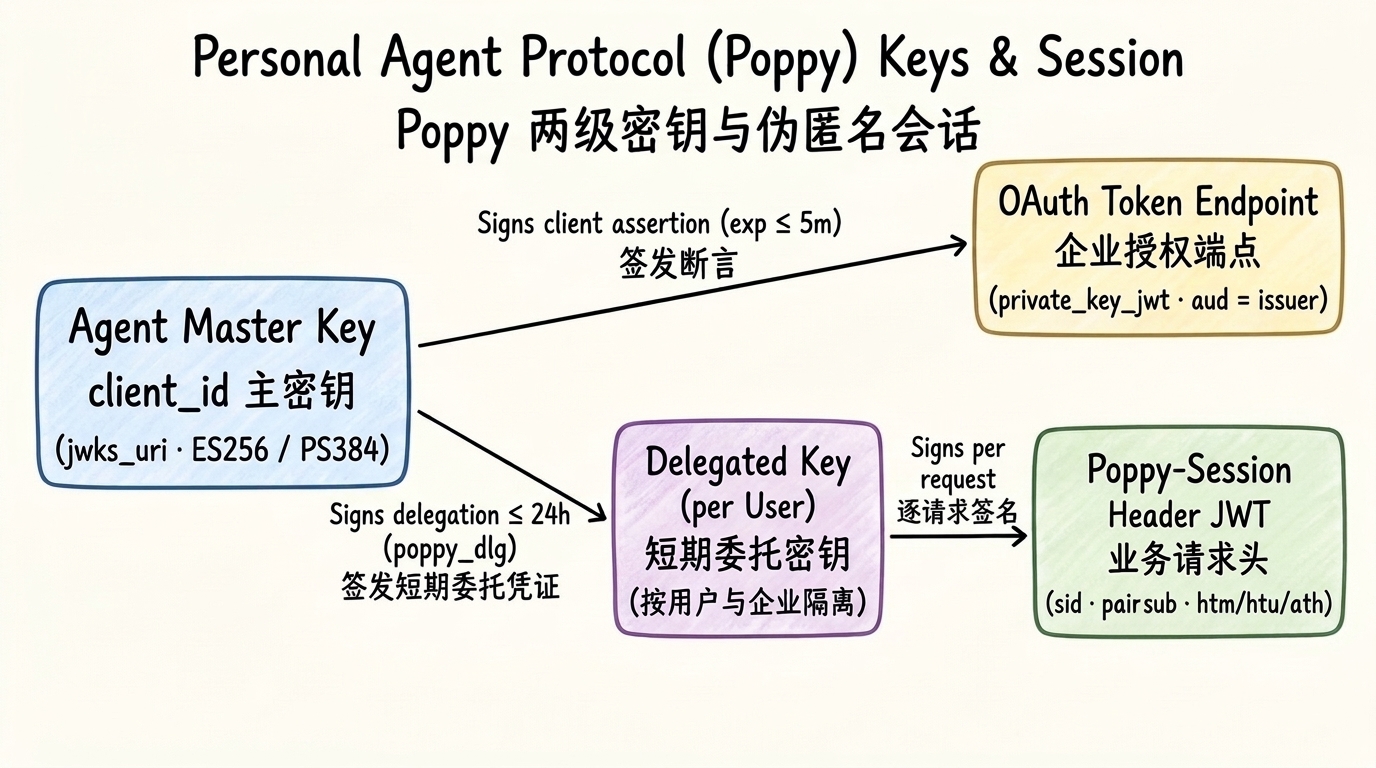 Personal Agent Protocol (Poppy) Keys & Session
Poppy 两级密钥与伪匿名会话
Signs client assertion (exp ≤ 5m)
签发断言
OAuth Token Endpoint
企业授权端点
(private_key_jwt · aud = issuer)
Agent Master Key
client_id 主密钥
(jwks_uri · ES256 / PS384)
Signs delegation ≤ 24h
(poppy_dlg)
签发短期委托凭证
Delegated Key
(per User)
短期委托密钥
(按用户与企业隔离)
Signs per
request
逐请求签名
Poppy-Session
Header JWT
业务请求头
(sid · pair sub · htm/htu/ath)